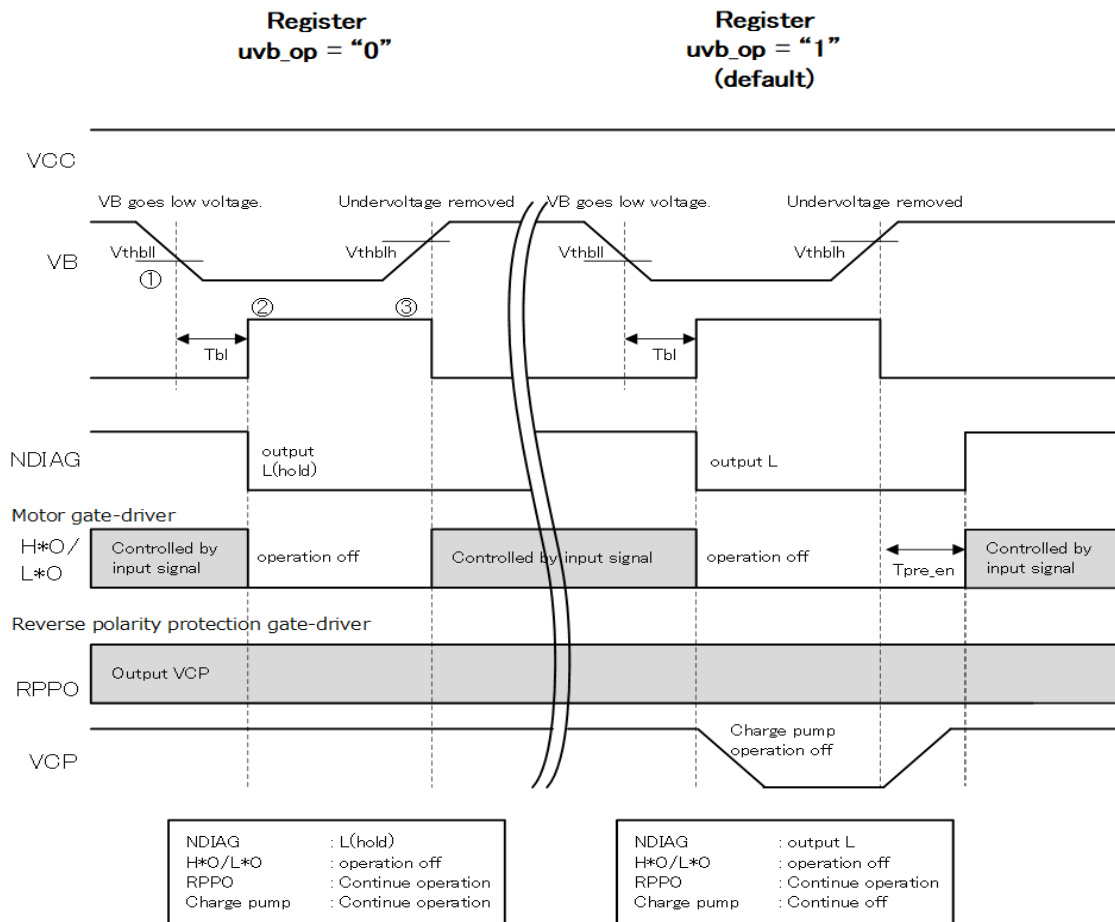 Register
uvb_op = “0”
Register
uvb_op = “1”
(default)
VCC
VB goes low voltage.
Undervoltage removed
VB goes low voltage.
Undervoltage removed
VB
Vthbll
Vthblh
Vthbll
Vthblh
①
②
③
Tbl
Tbl
NDIAG
output
L(hold)
output L
Motor gate-driver
H*O/
L*O
Controlled by
input signal
operation off
Controlled by input signal
operation off
Tpre_en
Controlled by
input signal
Reverse polarity protection gate-driver
RPPO
Output VCP
VCP
Charge pump
operation off
NDIAG : L(hold)
H*O/L*O : operation off
RPPO : Continue operation
Charge pump : Continue operation
NDIAG : output L
H*O/L*O : operation off
RPPO : Continue operation
Charge pump : Continue off